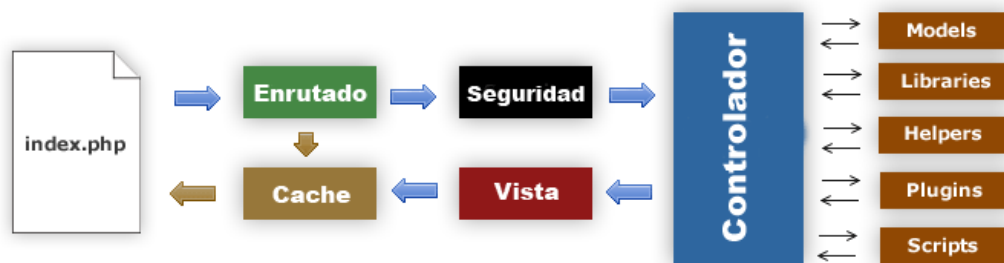 index.php
Enrutado
Seguridad
Cache
Vista
Controlador
Models
Libraries
Helpers
Plugins
Scripts